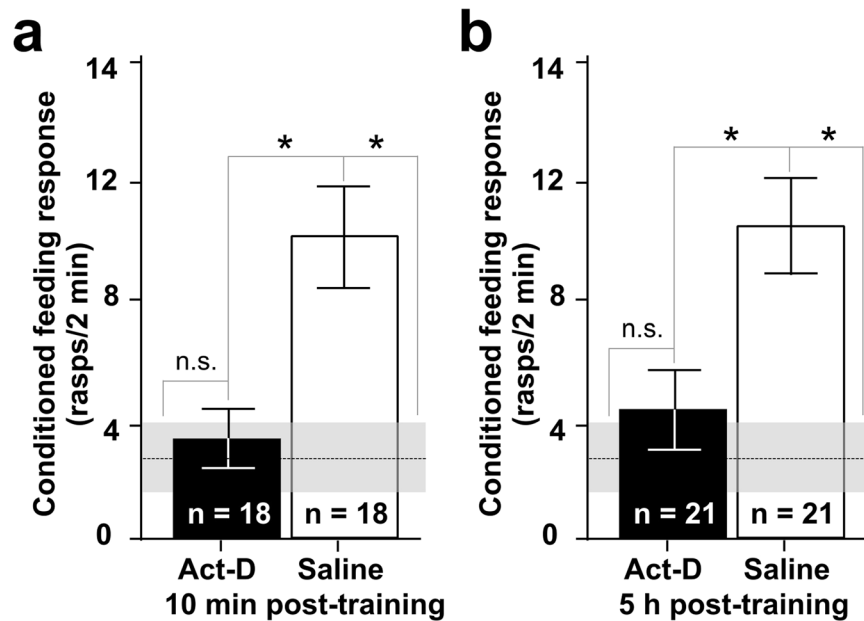 a
Conditioned feeding response
(rasps/2 min)
14
12
8
4
0
*
*
n.s.
n = 18
n = 18
Act-D
Saline
10 min post-training
b
Conditioned feeding response
(rasps/2 min)
14
12
8
4
0
*
*
n.s.
n = 21
n = 21
Act-D
Saline
5 h post-training